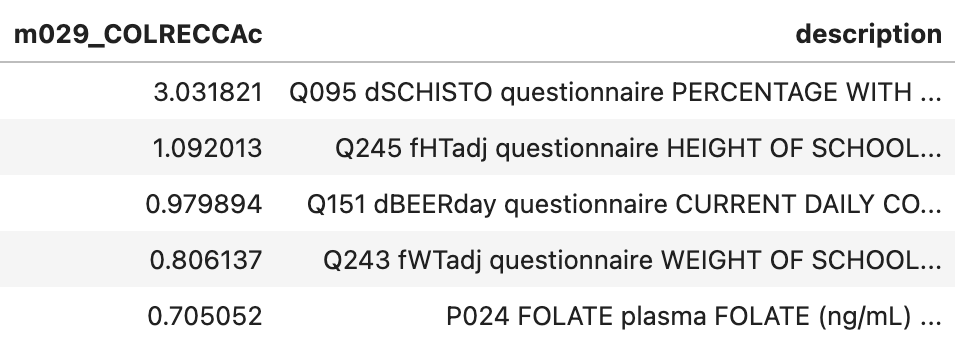 m029_COLRECCAc description
3.031821 Q095 dSCHISTO questionnaire PERCENTAGE WITH ...
1.092013 Q245 fHTadj questionnaire HEIGHT OF SCHOOL...
0.979894 Q151 dBEERday questionnaire CURRENT DAILY CO...
0.806137 Q243 fWTadj questionnaire WEIGHT OF SCHOOL...
0.705052 P024 FOLATE plasma FOLATE (ng/mL) ...